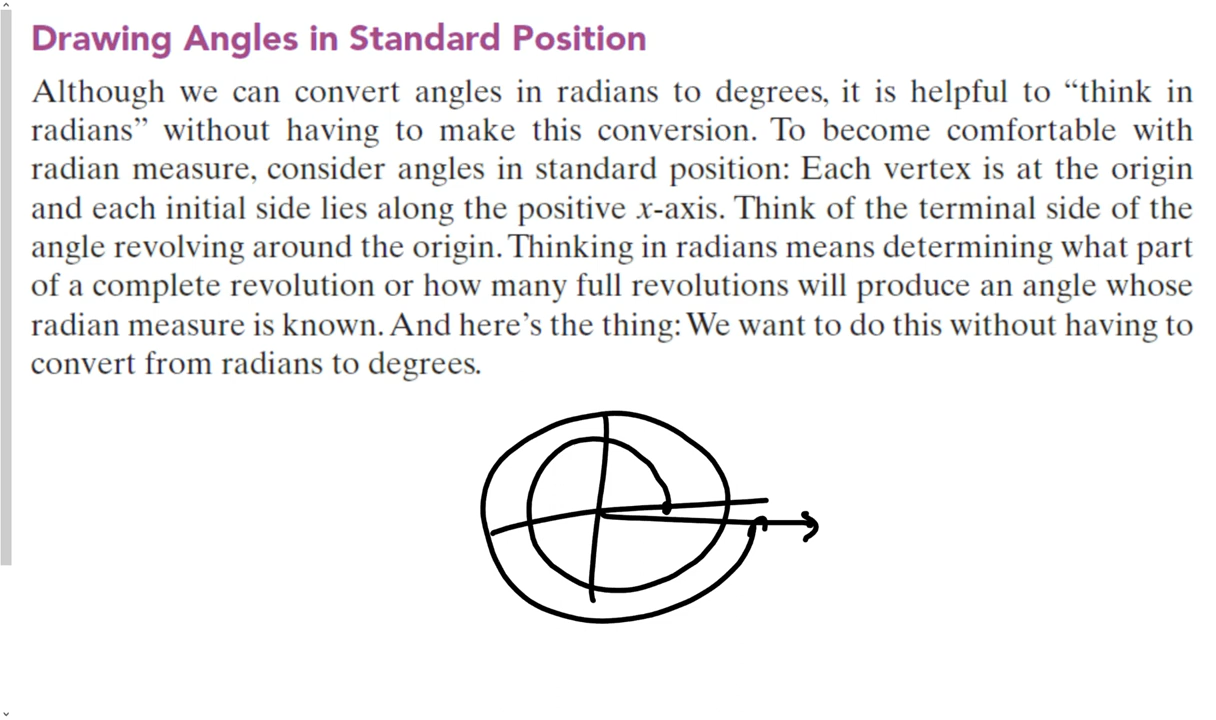 Drawing Angles in Standard Position
Although we can convert angles in radians to degrees, it is helpful to “think in
radians” without having to make this conversion. To become comfortable with
radian measure, consider angles in standard position: Each vertex is at the origin
and each initial side lies along the positive x-axis. Think of the terminal side of the
angle revolving around the origin. Thinking in radians means determining what part
of a complete revolution or how many full revolutions will produce an angle whose
radian measure is known. And here’s the thing: We want to do this without having to
convert from radians to degrees.